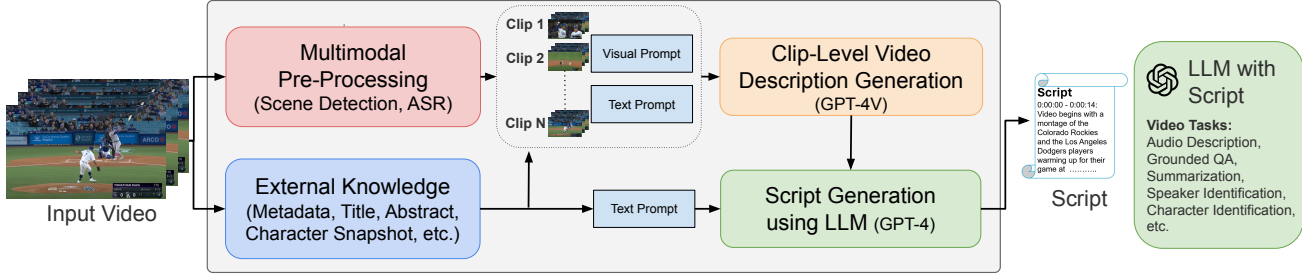 Input Video
Multimodal
Pre-Processing
(Scene Detection, ASR)
External Knowledge
(Metadata, Title, Abstract,
Character Snapshot, etc.)
Clip 1
Clip 2
Clip N
Visual Prompt
Text Prompt
Text Prompt
Clip-Level Video
Description Generation
(GPT-4V)
Script Generation
using LLM (GPT-4)
Script
0:00:00 - 0:00:14:
Video begins with a
montage of the
Colorado Rockies
and the Los Angeles
Dodgers players
warming up for their
game at ...........
Script
LLM with
Script
Video Tasks:
Audio Description,
Grounded QA,
Summarization,
Speaker Identification,
Character Identification,
etc.